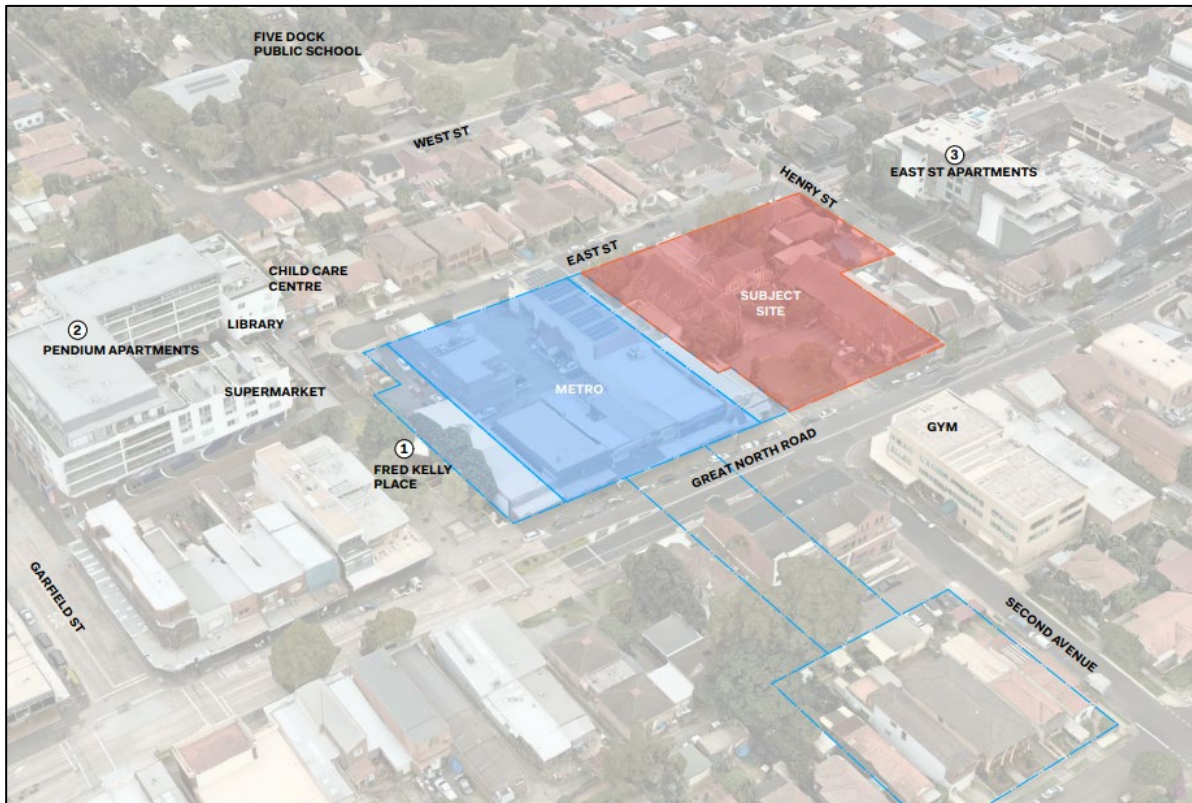 FIVE DOCK
PUBLIC SCHOOL
WEST ST
3
EAST ST APARTMENTS
HENRY ST
EAST ST
CHILD CARE
CENTRE
SUBJECT
SITE
LIBRARY
2
PENDIUM APARTMENTS
SUPERMARKET
METRO
GYM
1
FRED KELLY
PLACE
GREAT NORTH ROAD
GARFIELD ST
SECOND AVENUE